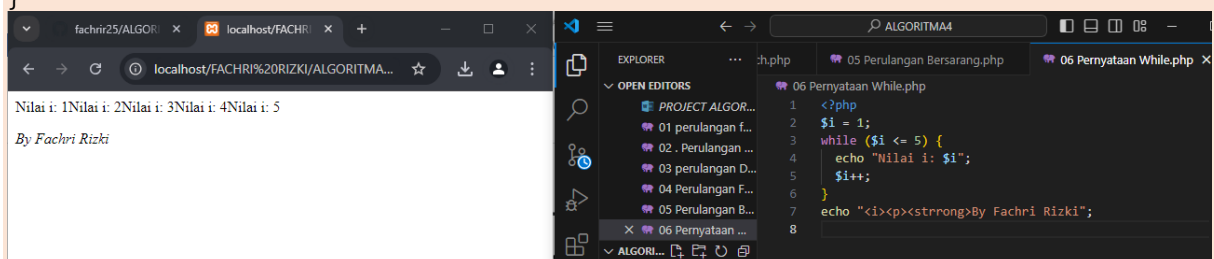 }
fachrir25/ALGOR
localhost/FACHRI
localhost/FACHRI%20RIZKI/ALGORITMA...
Nilai i: 1Nilai i: 2Nilai i: 3Nilai i: 4Nilai i: 5
By Fachri Rizki
ALGORITMA4
EXPLORER
ch.php
05 Perulangan Bersarang.php
06 Pernyataan While.php
OPEN EDITORS
PROJECT ALGOR...
01 perulangan f...
02 . Perulangan ...
03 perulangan D...
04 Perulangan F...
05 Perulangan B...
06 Pernyataan ...
ALGORI...
06 Pernyataan While.php
1 <?php
2 $i = 1;
3 while ($i <= 5) {
4 echo "Nilai i: $i";
5 $i++;
6 }
7 echo "<i><p><strrong>By Fachri Rizki";
8